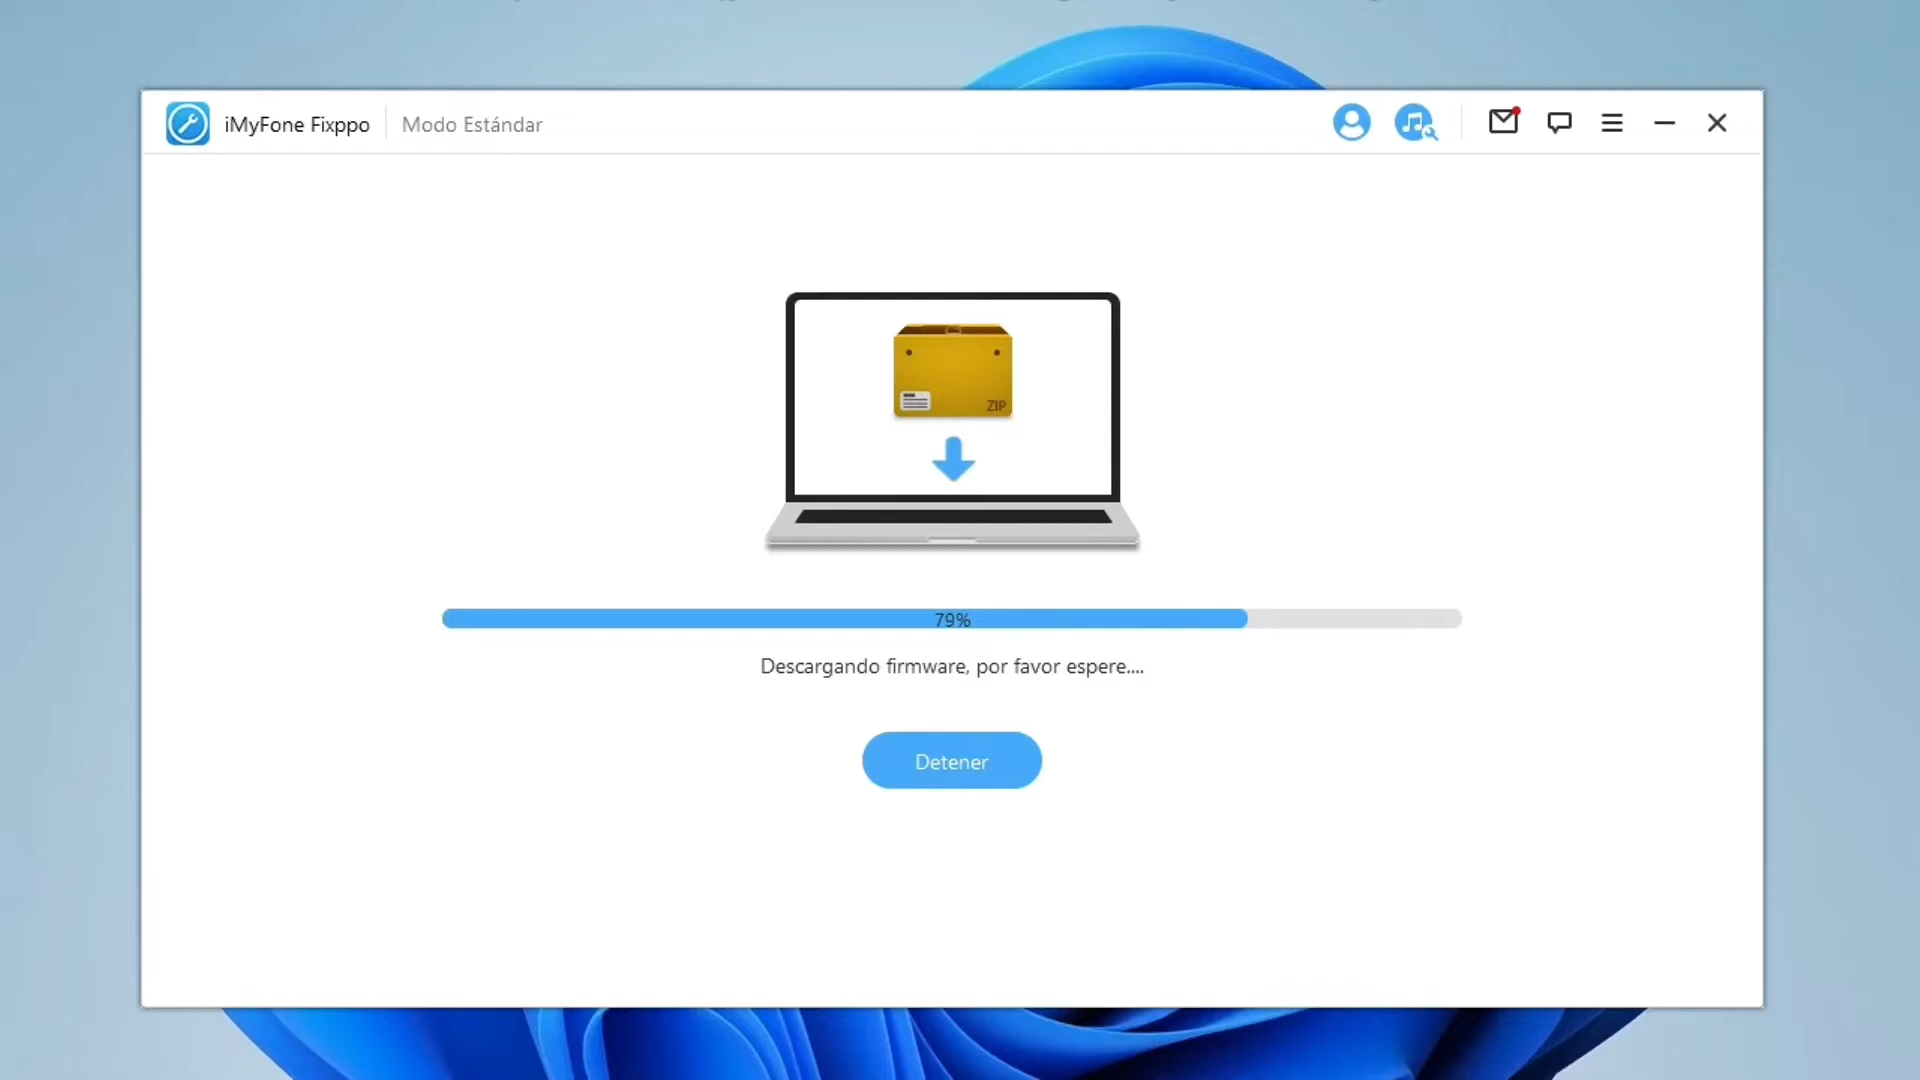 iMyFone Fixppo
Modo Estándar
ZIP
79%
Descargando firmware, por favor espere....
Detener